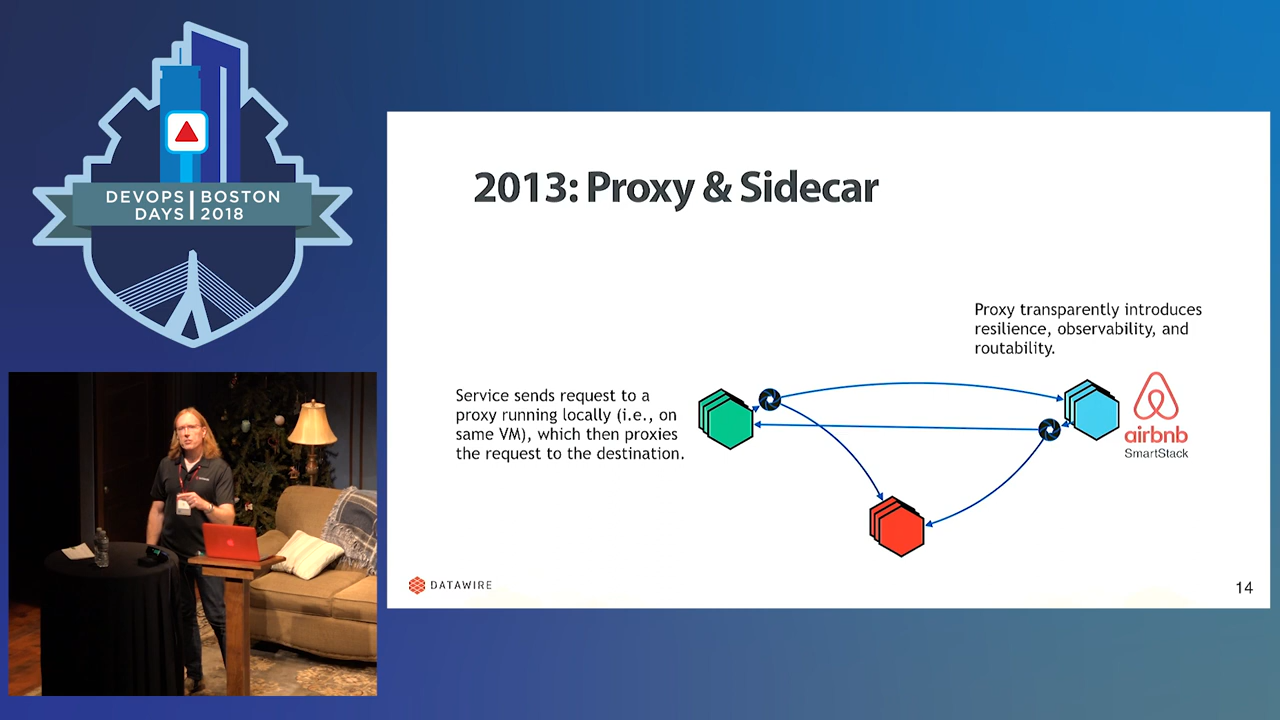 DEVOPS BOSTON
DAYS 2018
2013: Proxy & Sidecar
Proxy transparently introduces
resilience, observability, and
routability.
Service sends request to a
proxy running locally (i.e., on
same VM), which then proxies
the request to the destination.
airbnb
SmartStack
DATAWIRE
14